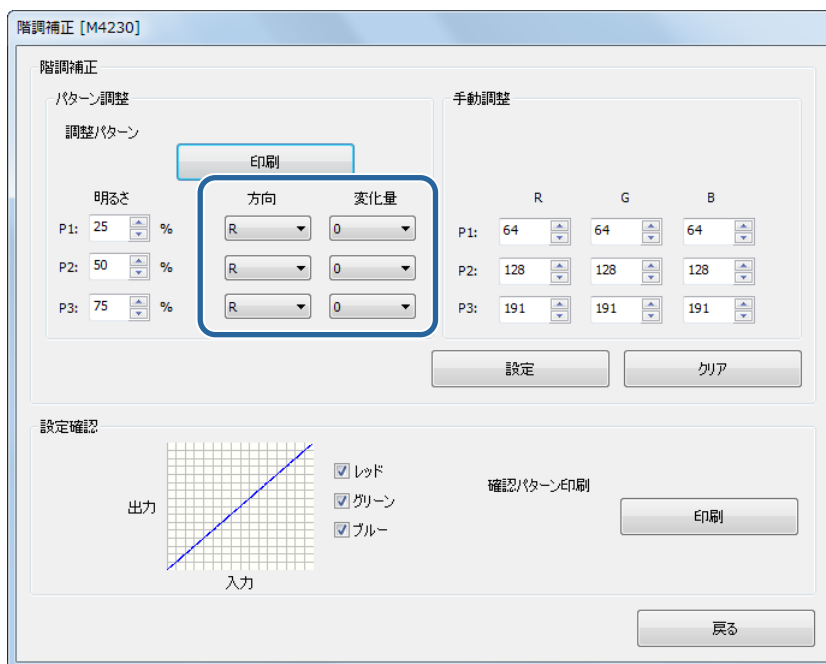 階調補正 [M4230]
階調補正
パターン調整
調整パターン
印刷
明るさ 方向 変化量
P1: 25 % R 0
P2: 50 % R 0
P3: 75 % R 0
手動調整
R G B
P1: 64 64 64
P2: 128 128 128
P3: 191 191 191
設定 クリア
設定確認
出力
入力
レッド
グリーン
ブルー
確認パターン印刷
印刷
戻る